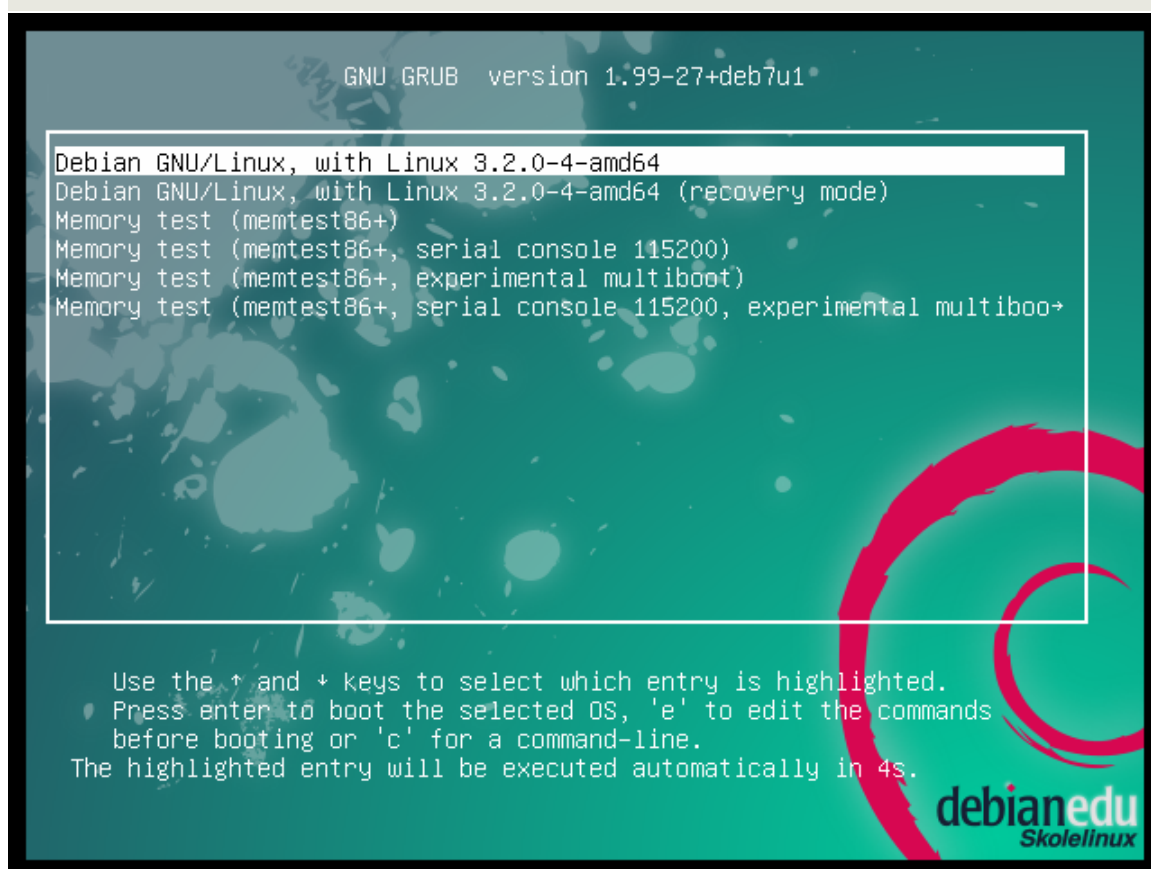 GNU GRUB  version 1.99-27+deb7u1
Debian GNU/Linux, with Linux 3.2.0-4-amd64
Debian GNU/Linux, with Linux 3.2.0-4-amd64 (recovery mode)
Memory test (memtest86+)
Memory test (memtest86+, serial console 115200)
Memory test (memtest86+, experimental multiboot)
Memory test (memtest86+, serial console 115200, experimental multiboo→
Use the ↑ and ↓ keys to select which entry is highlighted.
Press enter to boot the selected OS, 'e' to edit the commands
before booting or 'c' for a command-line.
The highlighted entry will be executed automatically in 4s.
debianedu
Skolelinux